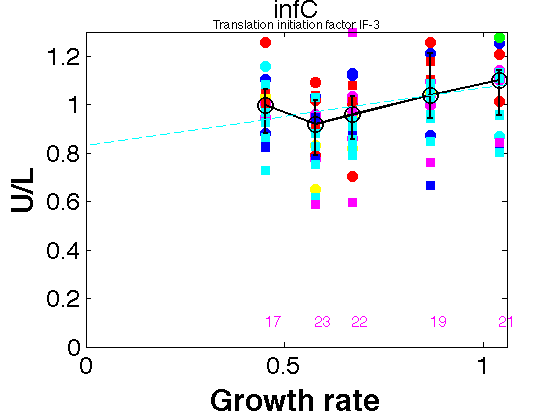 infC
Translation initiation factor IF-3
1.2
1
0.8
0.6
0.4
0.2
0
U/L
17 23 22 19 21
0 0.5 1
Growth rate